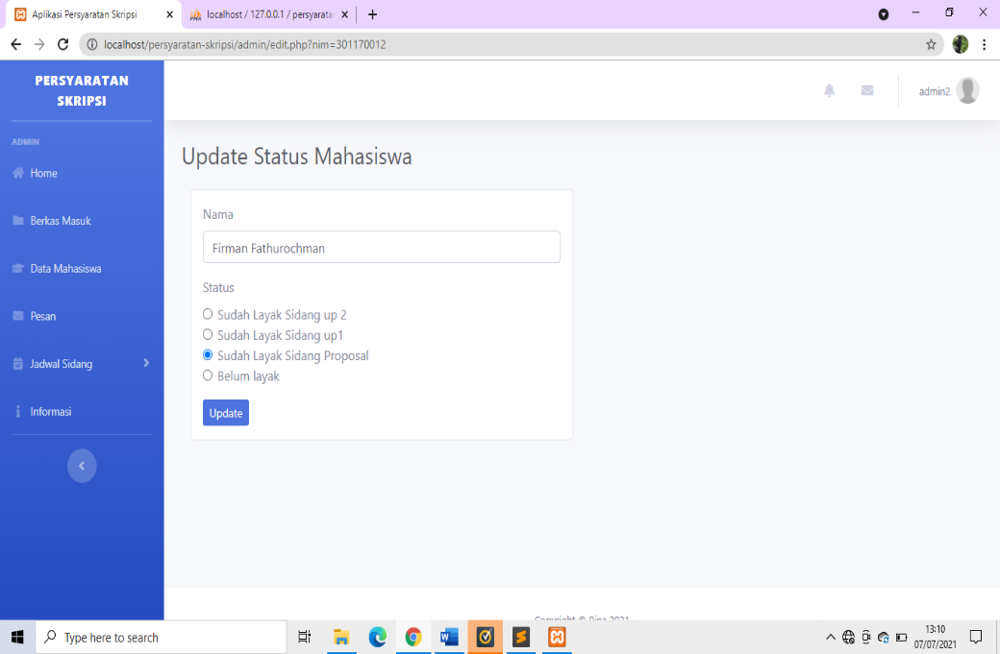 Aplikasi Persyaratan Skripsi
localhost / 127.0.0.1 / persyarata
localhost/persyaratan-skripsi/admin/edit.php?nim=301170012
PERSYARATAN
SKRIPSI
admin2
ADMIN
Home
Berkas Masuk
Data Mahasiswa
Pesan
Jadwal Sidang
Informasi
Update Status Mahasiswa
Nama
Firman Fathurochman
Status
Sudah Layak Sidang up 2
Sudah Layak Sidang up1
Sudah Layak Sidang Proposal
Belum layak
Update
Copyright © 2021
Type here to search
13:10
07/07/2021